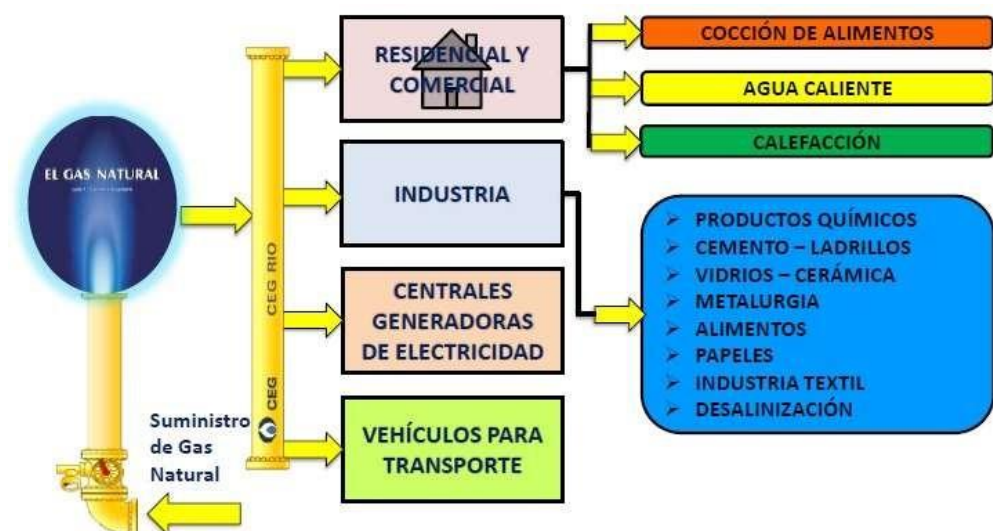 EL GAS NATURAL
Suministro
de Gas
Natural
CEG
CEG RIO
RESIDENCIAL Y
COMERCIAL
COCCIÓN DE ALIMENTOS
AGUA CALIENTE
CALEFACCIÓN
INDUSTRIA
PRODUCTOS QUÍMICOS
CEMENTO – LADRILLOS
VIDRIOS – CERÁMICA
METALURGIA
ALIMENTOS
PAPELES
INDUSTRIA TEXTIL
DESALINIZACIÓN
CENTRALES
GENERADORAS
DE ELECTRICIDAD
VEHÍCULOS PARA
TRANSPORTE